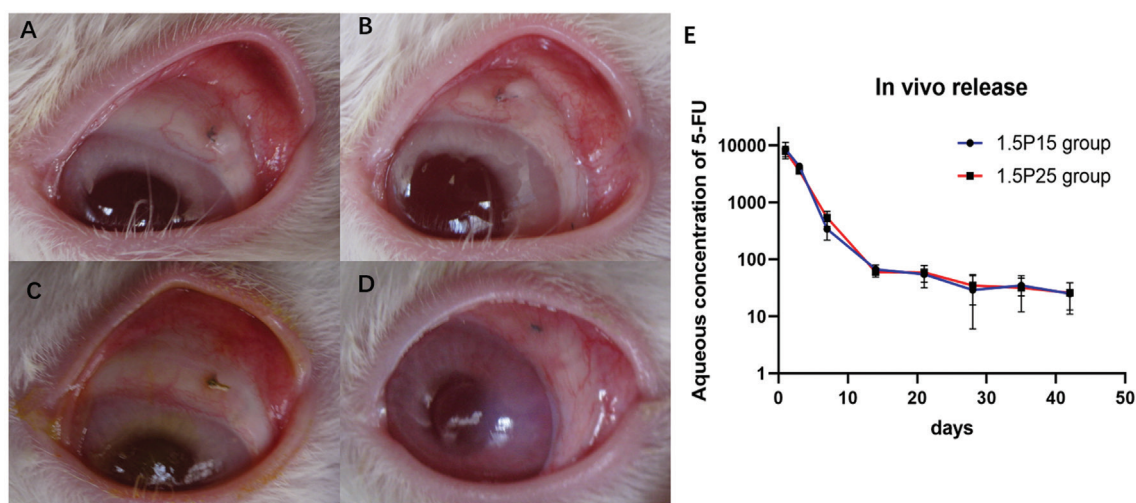 A
B
C
D
E
In vivo release
Aqueous concentration of 5-FU
10000
1000
100
10
1
1.5P15 group
1.5P25 group
0
10
20
30
40
50
days